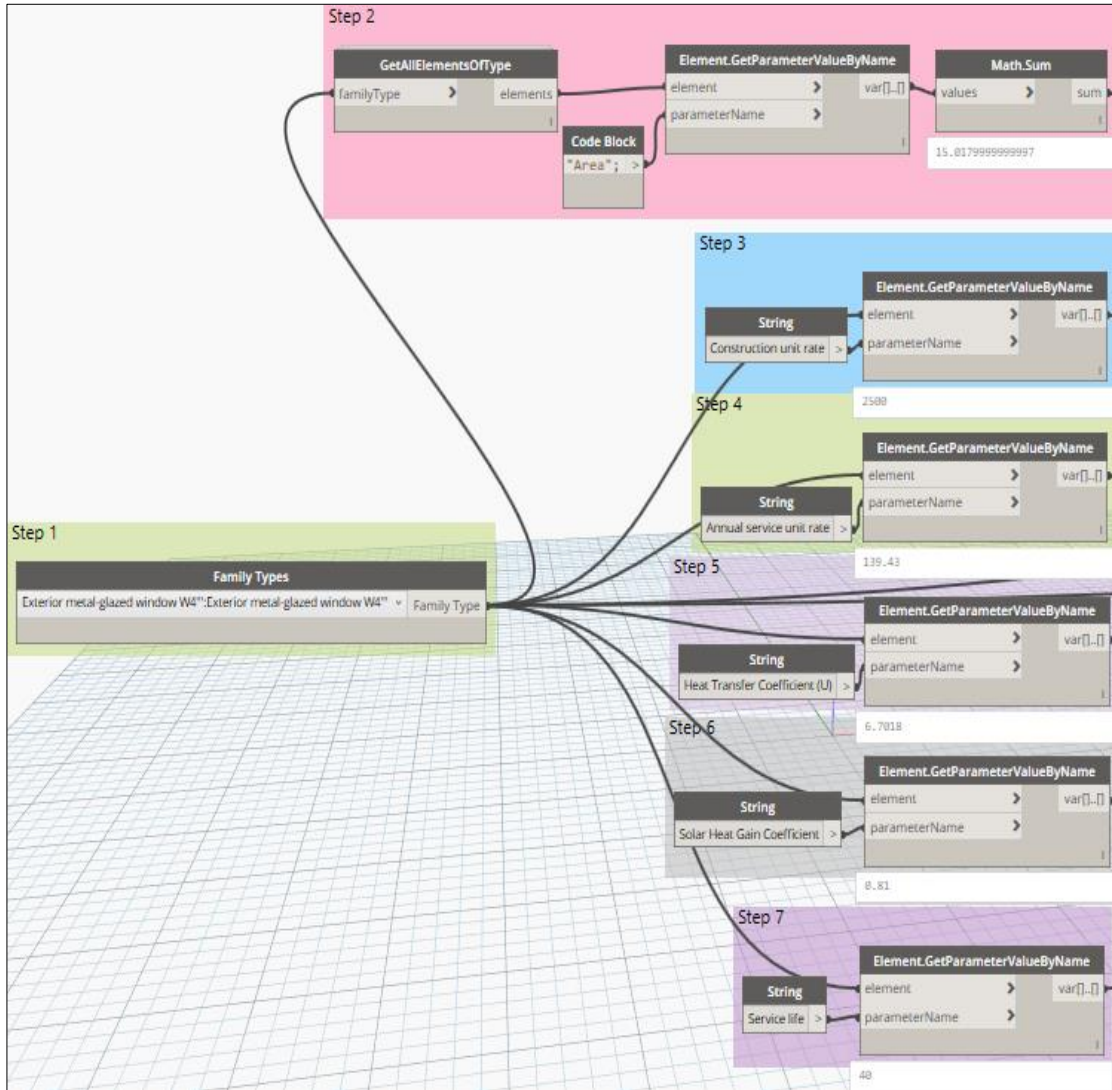 Step 2
GetAllElementsOfType
familyType > elements
Element.GetParameterValueByName
element > var[]..[]
parameterName >
Code Block
"Area"; >
Math.Sum
values > sum
15.0179999999997
Step 3
Element.GetParameterValueByName
element > var[]..[]
parameterName >
String
Construction unit rate >
2500
Step 4
Element.GetParameterValueByName
element > var[]..[]
parameterName >
String
Annual service unit rate >
139.43
Step 1
Family Types
Exterior metal-glazed window W4''':Exterior metal-glazed window W4''' Family Type
Step 5
Element.GetParameterValueByName
element > var[]..[]
parameterName >
String
Heat Transfer Coefficient (U) >
6.7018
Step 6
Element.GetParameterValueByName
element > var[]..[]
parameterName >
String
Solar Heat Gain Coefficient >
0.81
Step 7
Element.GetParameterValueByName
element > var[]..[]
parameterName >
String
Service life >
40